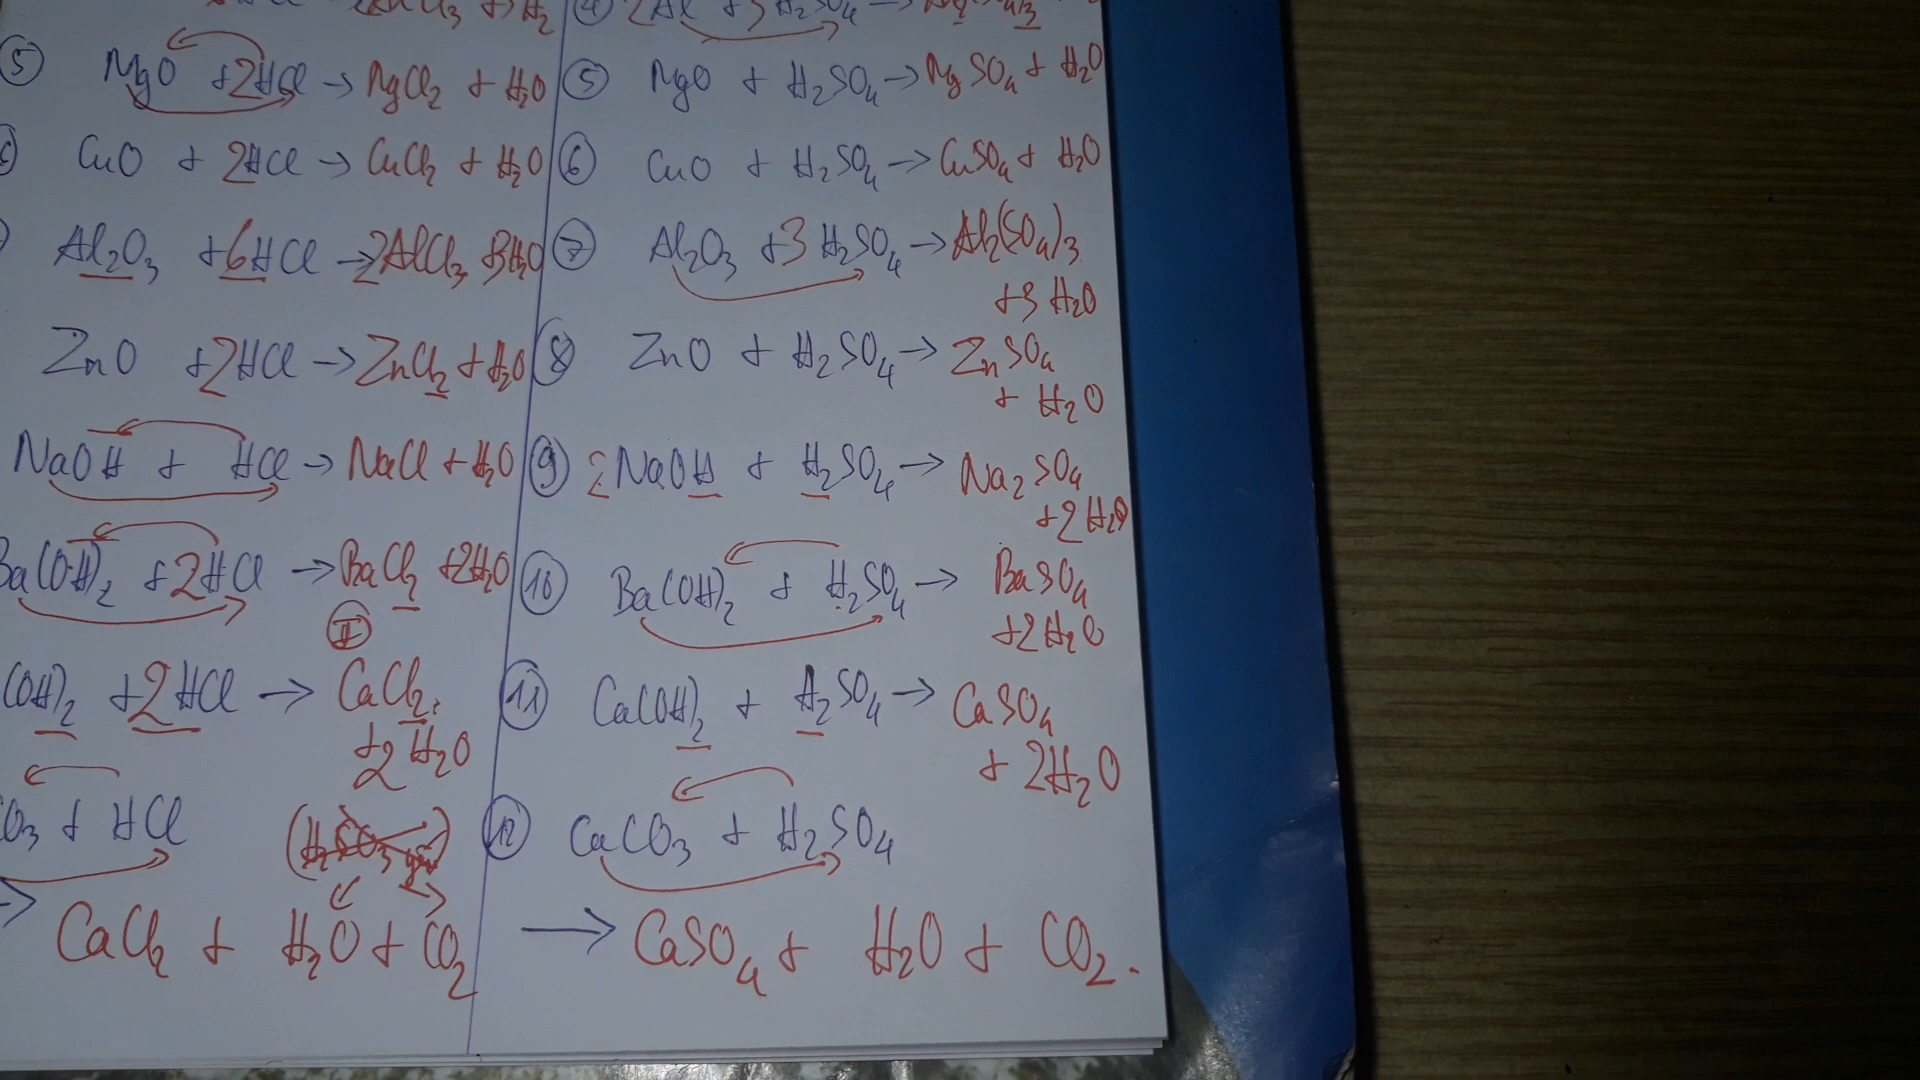 ⑤ MgO + 2HCl → MgCl₂ + H₂O
CuO + 2HCl → CuCl₂ + H₂O
Al₂O₃ + 6HCl → 2AlCl₃ + 3H₂O
ZnO + 2HCl → ZnCl₂ + H₂O
NaOH + HCl → NaCl + H₂O
Ba(OH)₂ + 2HCl → BaCl₂ + 2H₂O
II
(OH)₂ + 2HCl → CaCl₂
+ 2H₂O
O₃ + HCl
→ CaCl₂ + H₂O + CO₂
④ 2Al + 3H₂SO₄ →
⑤ MgO + H₂SO₄ → MgSO₄ + H₂O
⑥ CuO + H₂SO₄ → CuSO₄ + H₂O
⑦ Al₂O₃ + 3H₂SO₄ → Al₂(SO₄)₃
+ 3H₂O
⑧ ZnO + H₂SO₄ → ZnSO₄
+ H₂O
⑨ 2NaOH + H₂SO₄ → Na₂SO₄
+ 2H₂O
⑩ Ba(OH)₂ + H₂SO₄ → BaSO₄
+ 2H₂O
⑪ Ca(OH)₂ + H₂SO₄ → CaSO₄
+ 2H₂O
⑫ CaCO₃ + H₂SO₄
→ CaSO₄ + H₂O + CO₂.